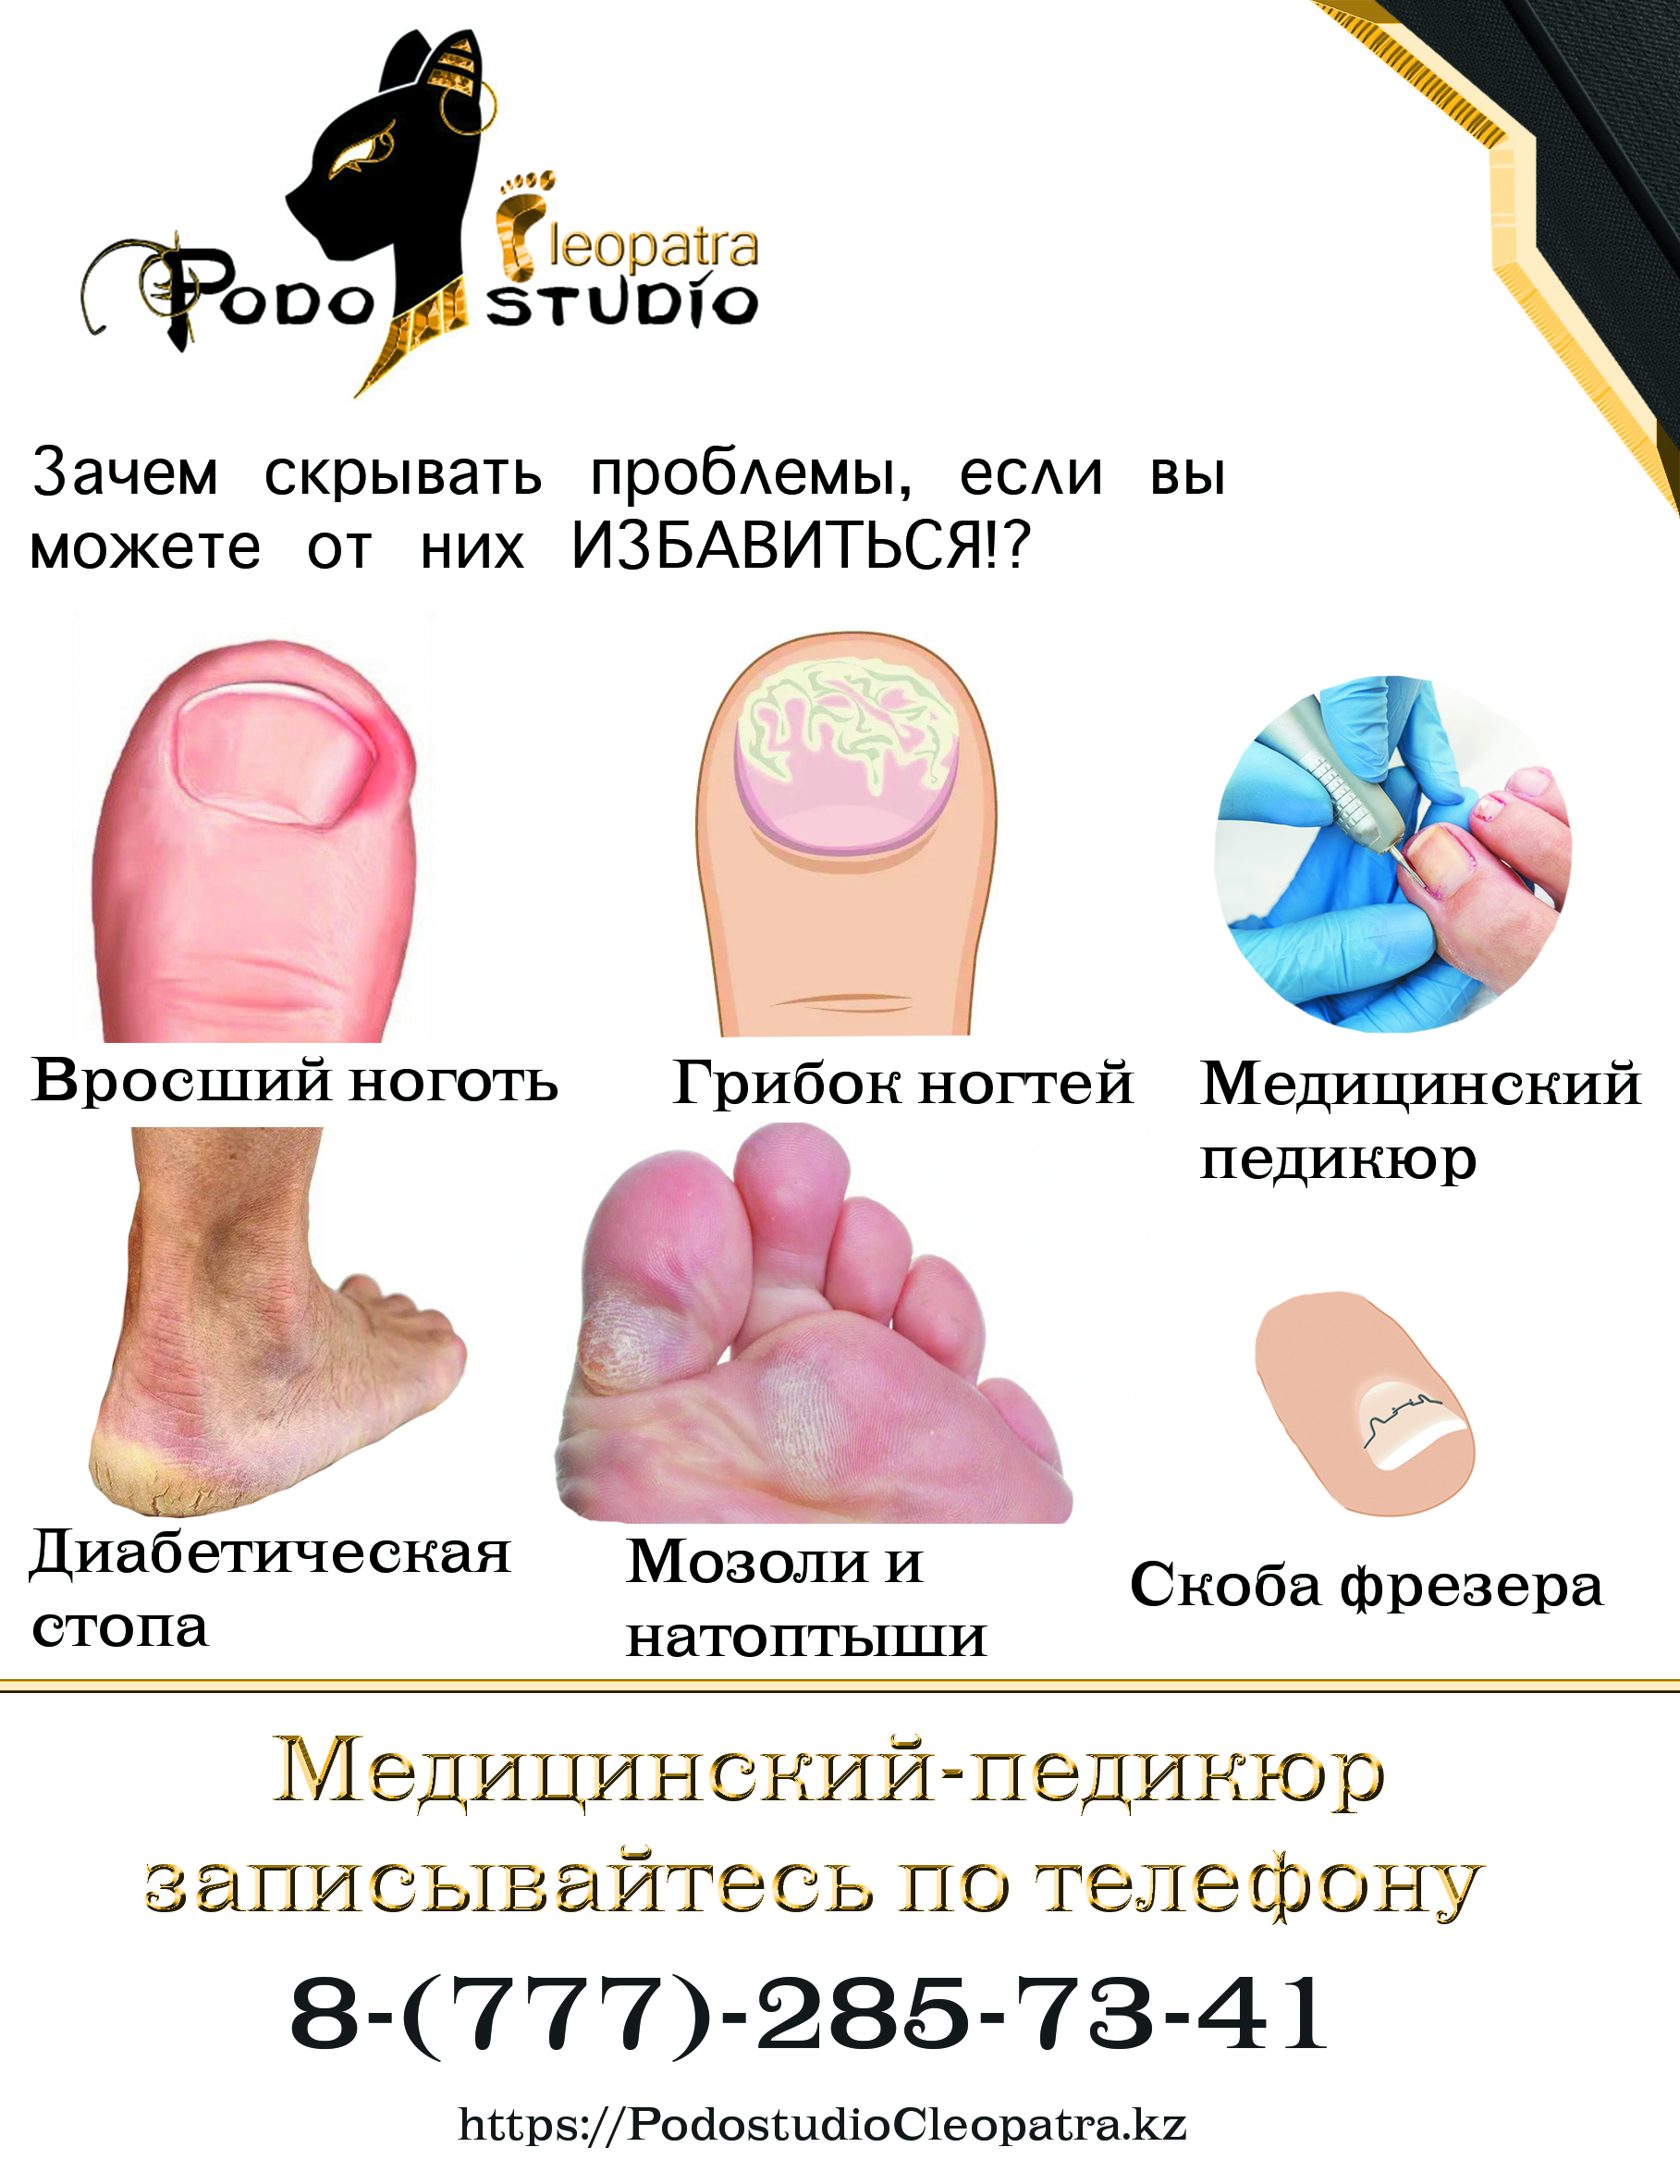 Podo studio
Cleopatra
Зачем скрывать проблемы, если вы
можете от них ИЗБАВИТЬСЯ!?
Вросший ноготь
Грибок ногтей
Медицинский
педикюр
Диабетическая
стопа
Мозоли и
натоптыши
Скоба фрезера
Медицинский-педикюр
записывайтесь по телефону
8-(777)-285-73-41
https://PodostudioCleopatra.kz